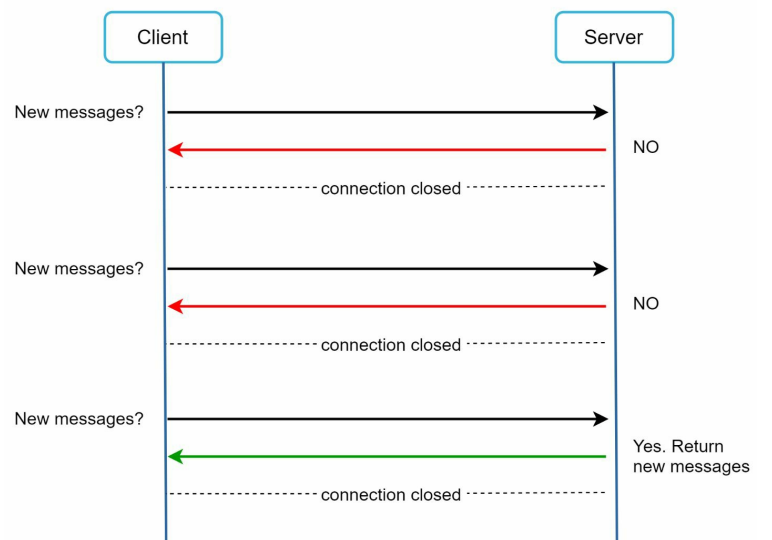 Client
Server
New messages?
NO
connection closed
New messages?
NO
connection closed
New messages?
Yes. Return
new messages
connection closed